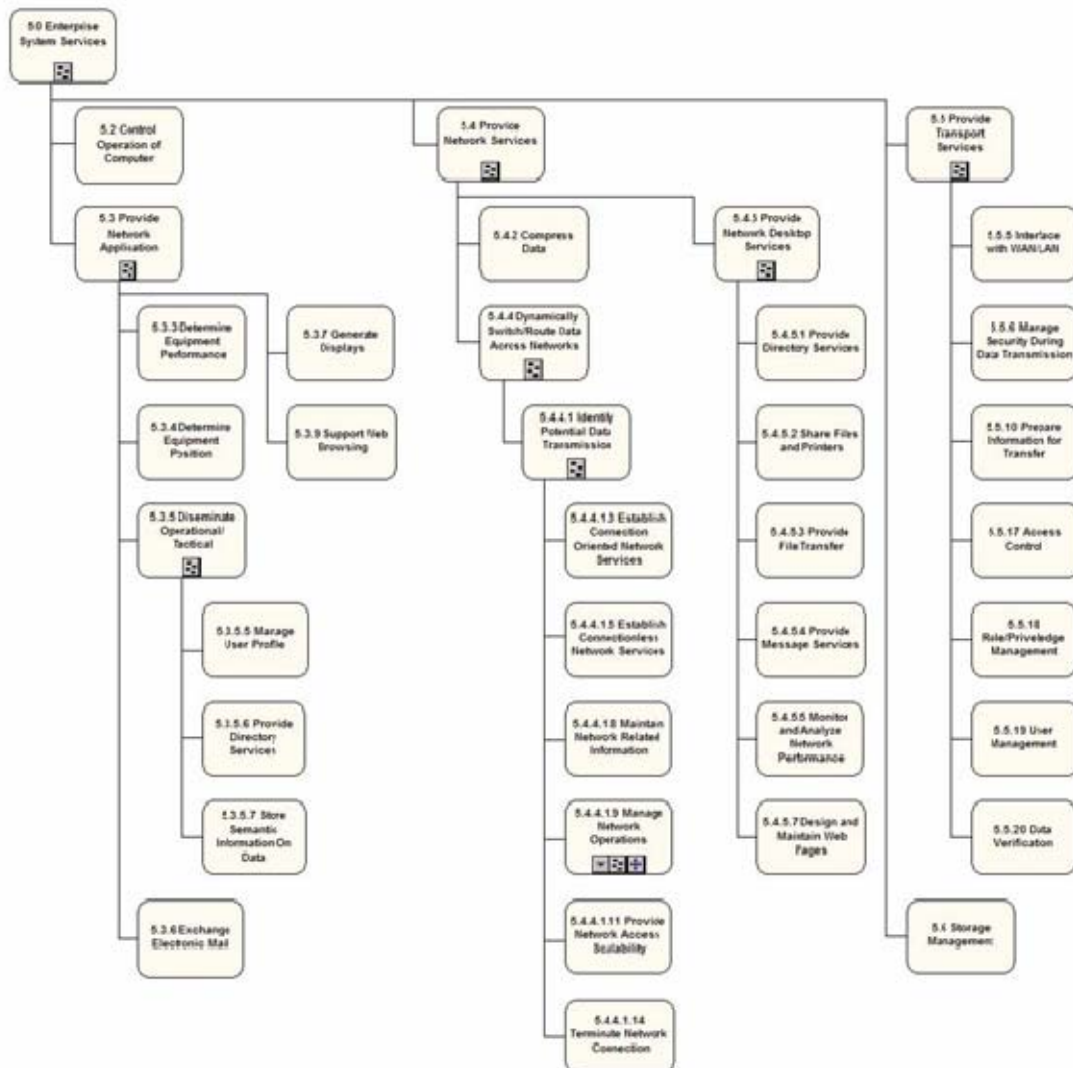 5.0 Enterprise
System Services
5.2 Control
Operation of
Computer
5.3 Provide
Network
Application
5.3.3 Determine
Equipment
Performance
5.3.7 Generate
Displays
5.3.4 Determine
Equipment
Position
5.3.9 Support Web
Browsing
5.3.5 Diseminate
Operational/
Tactical
5.3.5.5 Manage
User Profile
5.3.5.6 Provide
Directory
Services
5.3.5.7 Store
Semantic
Information On
Data
5.3.6 Exchange
Electronic Mail
5.4 Provide
Network Services
5.4.2 Compress
Data
5.4.4 Dynamically
Switch/Route Data
Across Networks
5.4.4.1 Identify
Potential Data
Transmission
5.4.4.1.3 Establish
Connection
Oriented Network
Services
5.4.4.1.5 Establish
Connectionless
Network Services
5.4.4.1.8 Maintain
Network Related
Information
5.4.4.1.9 Manage
Network
Operations
5.4.4.1.11 Provide
Network Access
Scalability
5.4.4.1.14
Terminate Network
Connection
Provide
Network Desktop
Services
5.4.5.1 Provide
Directory Services
5.4.5.2 Share Files
and Printers
5.4.5.3 Provide
File Transfer
5.4.5.4 Provide
Message Services
5.4.5.5 Monitor
and Analyze
Network
Performance
5.4.5.7 Design and
Maintain Web
Pages
5.5 Provide
Transport
Services
5.5.5 Interface
with WAN/LAN
5.5.6 Manage
Security During
Data Transmission
5.5.10 Prepare
Information for
Transfer
5.5.17 Access
Control
5.5.18
Role/Priveledge
Management
5.5.19 User
Management
5.5.20 Data
Verification
5.6 Storage
Management